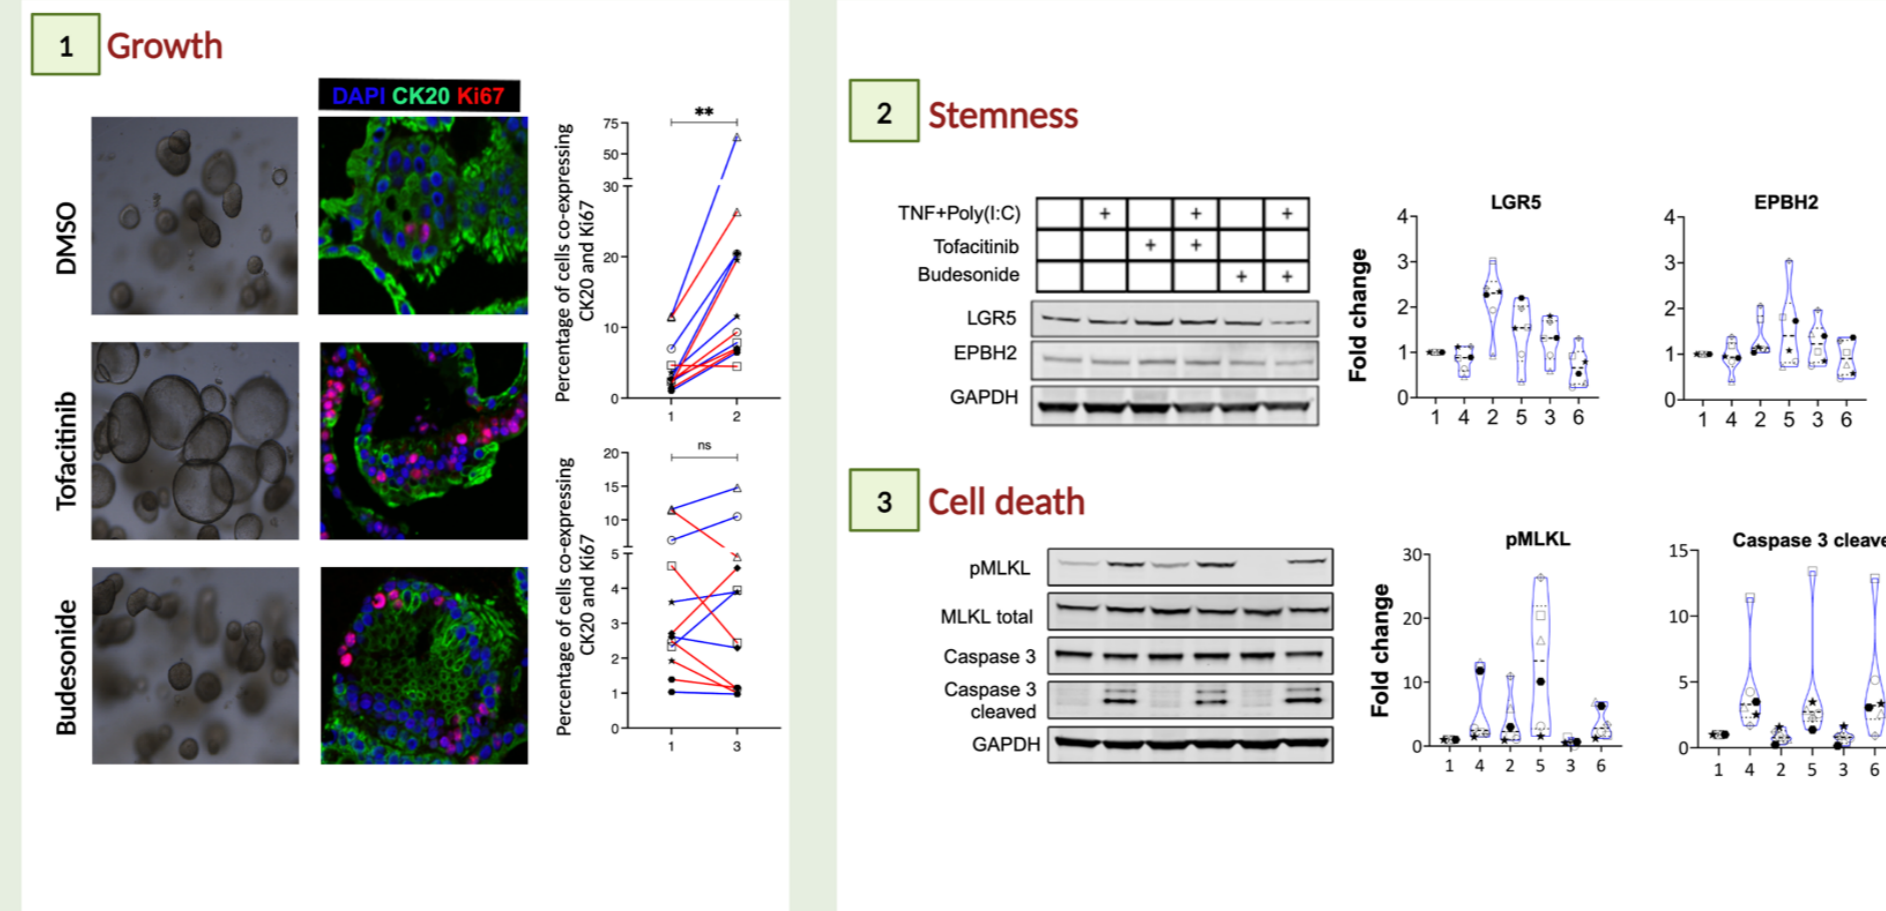 1 Growth
DAPI CK20 Ki67
DMSO
Tofacitinib
Budesonide
Percentage of cells co-expressing
CK20 and Ki67
**
75
50
30
20
10
0
1 2
Percentage of cells co-expressing
CK20 and Ki67
ns
20
15
10
5
4
3
2
1
0
1 3
2 Stemness
TNF+Poly(I:C) + + +
Tofacitinib + +
Budesonide + +
LGR5
EPBH2
GAPDH
LGR5
Fold change
4
3
2
1
0
1 4 2 5 3 6
EPBH2
4
3
2
1
0
1 4 2 5 3 6
3 Cell death
pMLKL
MLKL total
Caspase 3
Caspase 3
cleaved
GAPDH
pMLKL
Fold change
30
20
10
0
1 4 2 5 3 6
Caspase 3 cleave
15
10
5
0
1 4 2 5 3 6